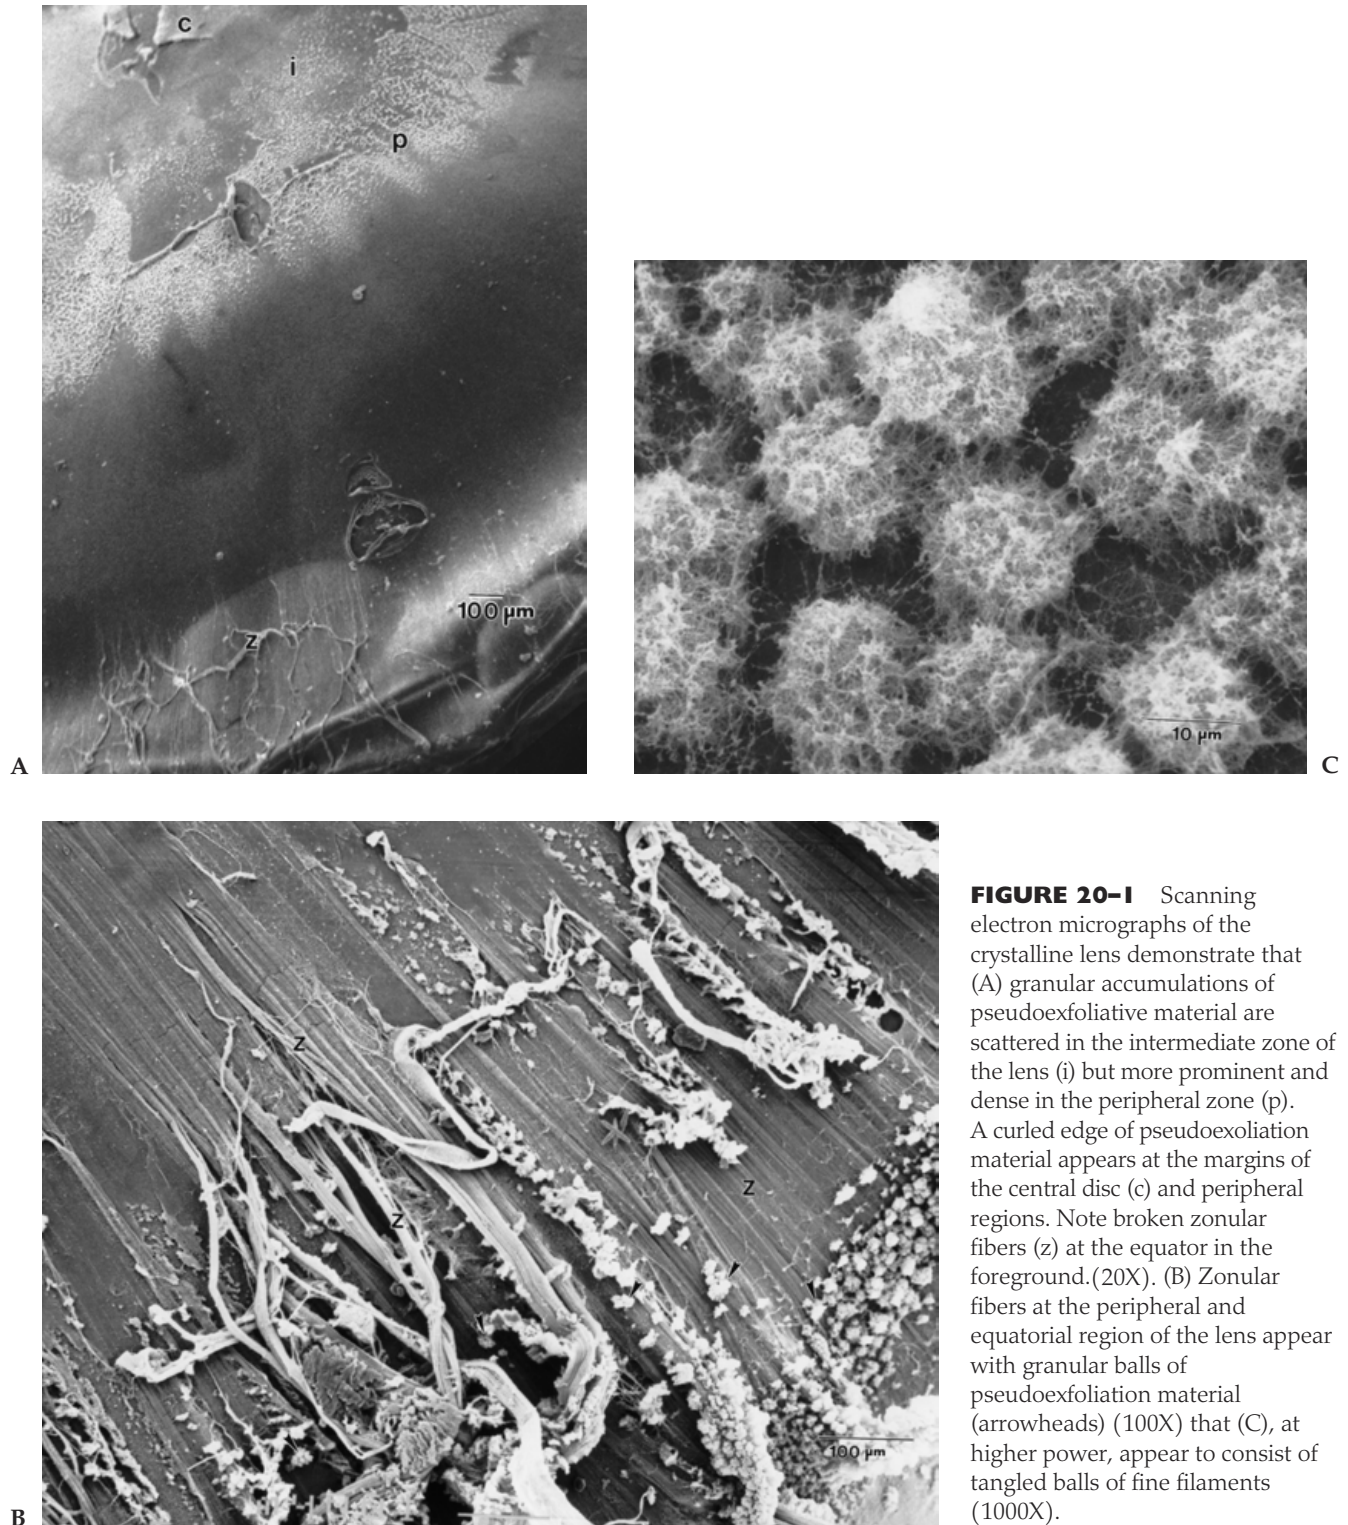 c
i
p
100 µm
z
A
10 µm
C
z
z
z
100 µm
B
FIGURE 20–1 Scanning
electron micrographs of the
crystalline lens demonstrate that
(A) granular accumulations of
pseudoexfoliative material are
scattered in the intermediate zone of
the lens (i) but more prominent and
dense in the peripheral zone (p).
A curled edge of pseudoexoliation
material appears at the margins of
the central disc (c) and peripheral
regions. Note broken zonular
fibers (z) at the equator in the
foreground.(20X). (B) Zonular
fibers at the peripheral and
equatorial region of the lens appear
with granular balls of
pseudoexfoliation material
(arrowheads) (100X) that (C), at
higher power, appear to consist of
tangled balls of fine filaments
(1000X).